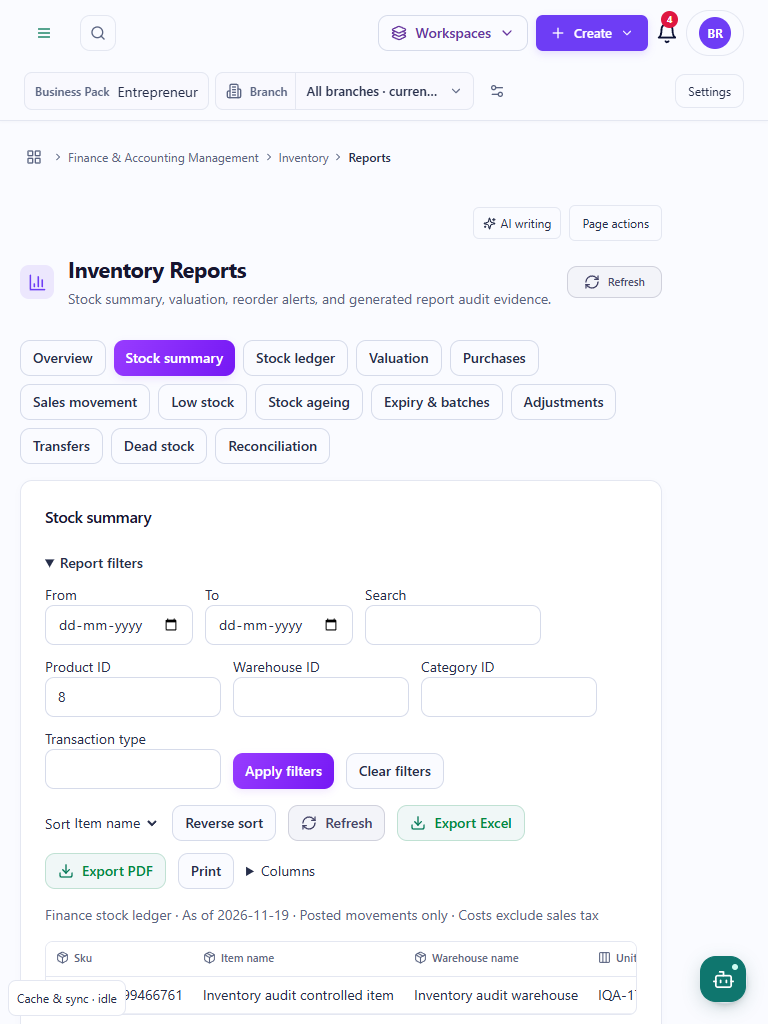 Workspaces
Create
4
BR
Business Pack Entrepreneur
Branch
All branches · curren...
Settings
Finance & Accounting Management > Inventory > Reports
AI writing
Page actions
Inventory Reports
Stock summary, valuation, reorder alerts, and generated report audit evidence.
Refresh
Overview
Stock summary
Stock ledger
Valuation
Purchases
Sales movement
Low stock
Stock ageing
Expiry & batches
Adjustments
Transfers
Dead stock
Reconciliation
Stock summary
▼ Report filters
From
To
Search
dd-mm-yyyy
dd-mm-yyyy
Product ID
Warehouse ID
Category ID
8
Transaction type
Apply filters
Clear filters
Sort Item name
Reverse sort
Refresh
Export Excel
Export PDF
Print
▶ Columns
Finance stock ledger · As of 2026-11-19 · Posted movements only · Costs exclude sales tax
Sku
Item name
Warehouse name
Unit
99466761
Inventory audit controlled item
Inventory audit warehouse
IQA-1
Cache & sync · idle